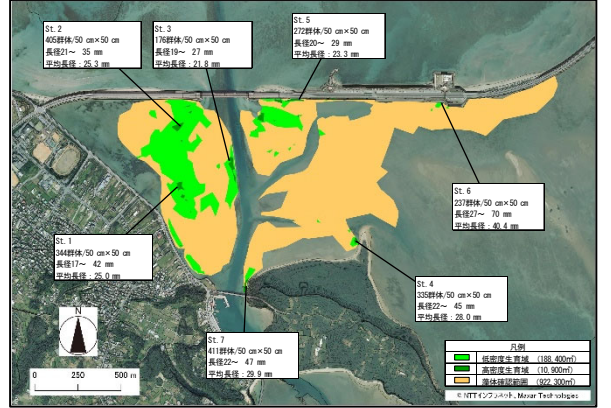 St. 2
405群体/50 cm×50 cm
長径21～ 35 mm
平均長径：25.3 mm
St. 3
176群体/50 cm×50 cm
長径19～ 27 mm
平均長径：21.8 mm
St. 5
272群体/50 cm×50 cm
長径20～ 29 mm
平均長径：23.3 mm
St. 6
237群体/50 cm×50 cm
長径27～ 70 mm
平均長径：40.4 mm
St. 1
344群体/50 cm×50 cm
長径17～ 42 mm
平均長径：25.0 mm
St. 4
335群体/50 cm×50 cm
長径22～ 45 mm
平均長径：28.0 mm
St. 7
411群体/50 cm×50 cm
長径22～ 47 mm
平均長径：29.9 mm
N
0 250 500 m
凡例
低密度生育域 (188,400㎡)
高密度生育域 (10,900㎡)
藻体確認範囲 (922,300㎡)
© NTTインフラネット, Maxar Technologies